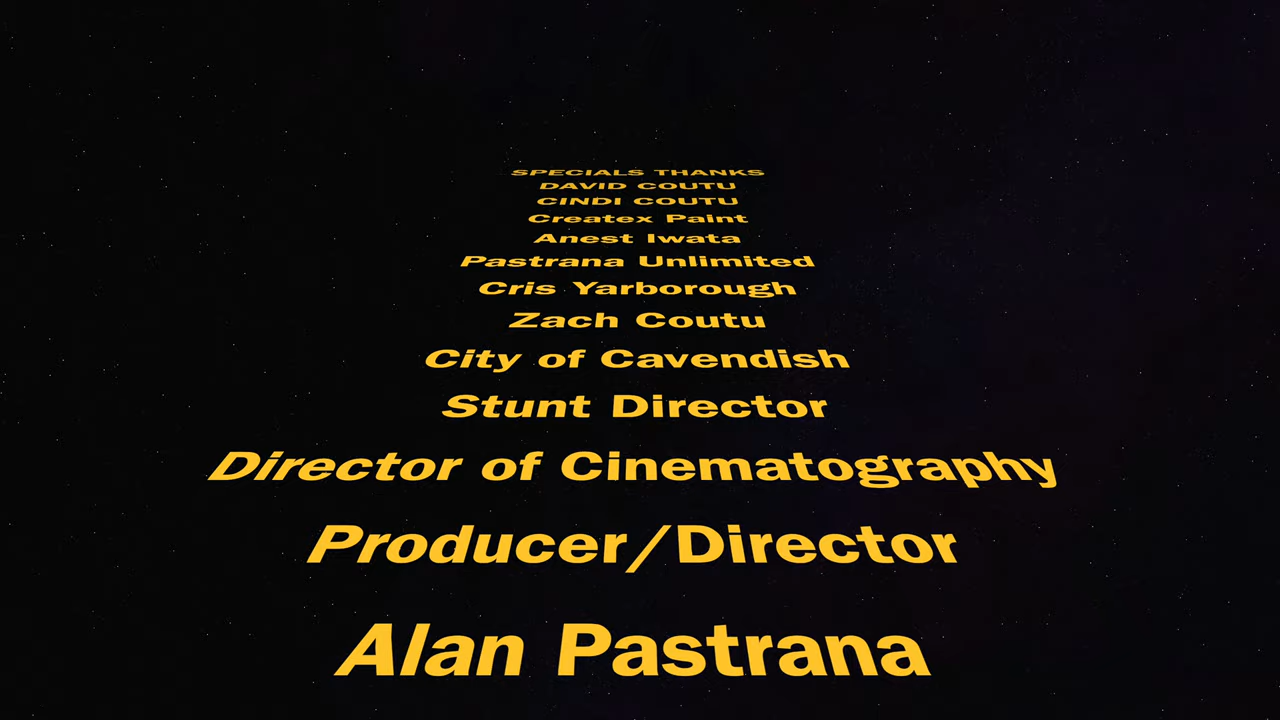 SPECIALS THANKS
DAVID COUTU
CINDI COUTU
Createx Paint
Anest Iwata
Pastrana Unlimited
Cris Yarborough
Zach Coutu
City of Cavendish
Stunt Director
Director of Cinematography
Producer/Director
Alan Pastrana